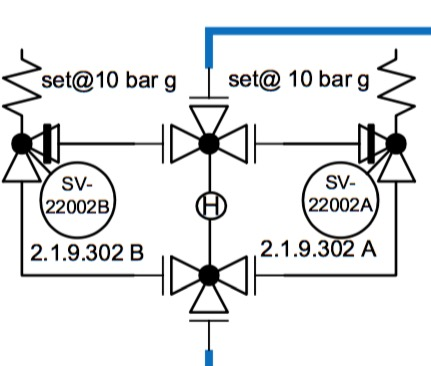 set@10 bar g
set@ 10 bar g
SV-
22002B
SV-
22002A
H
2.1.9.302 B
2.1.9.302 A